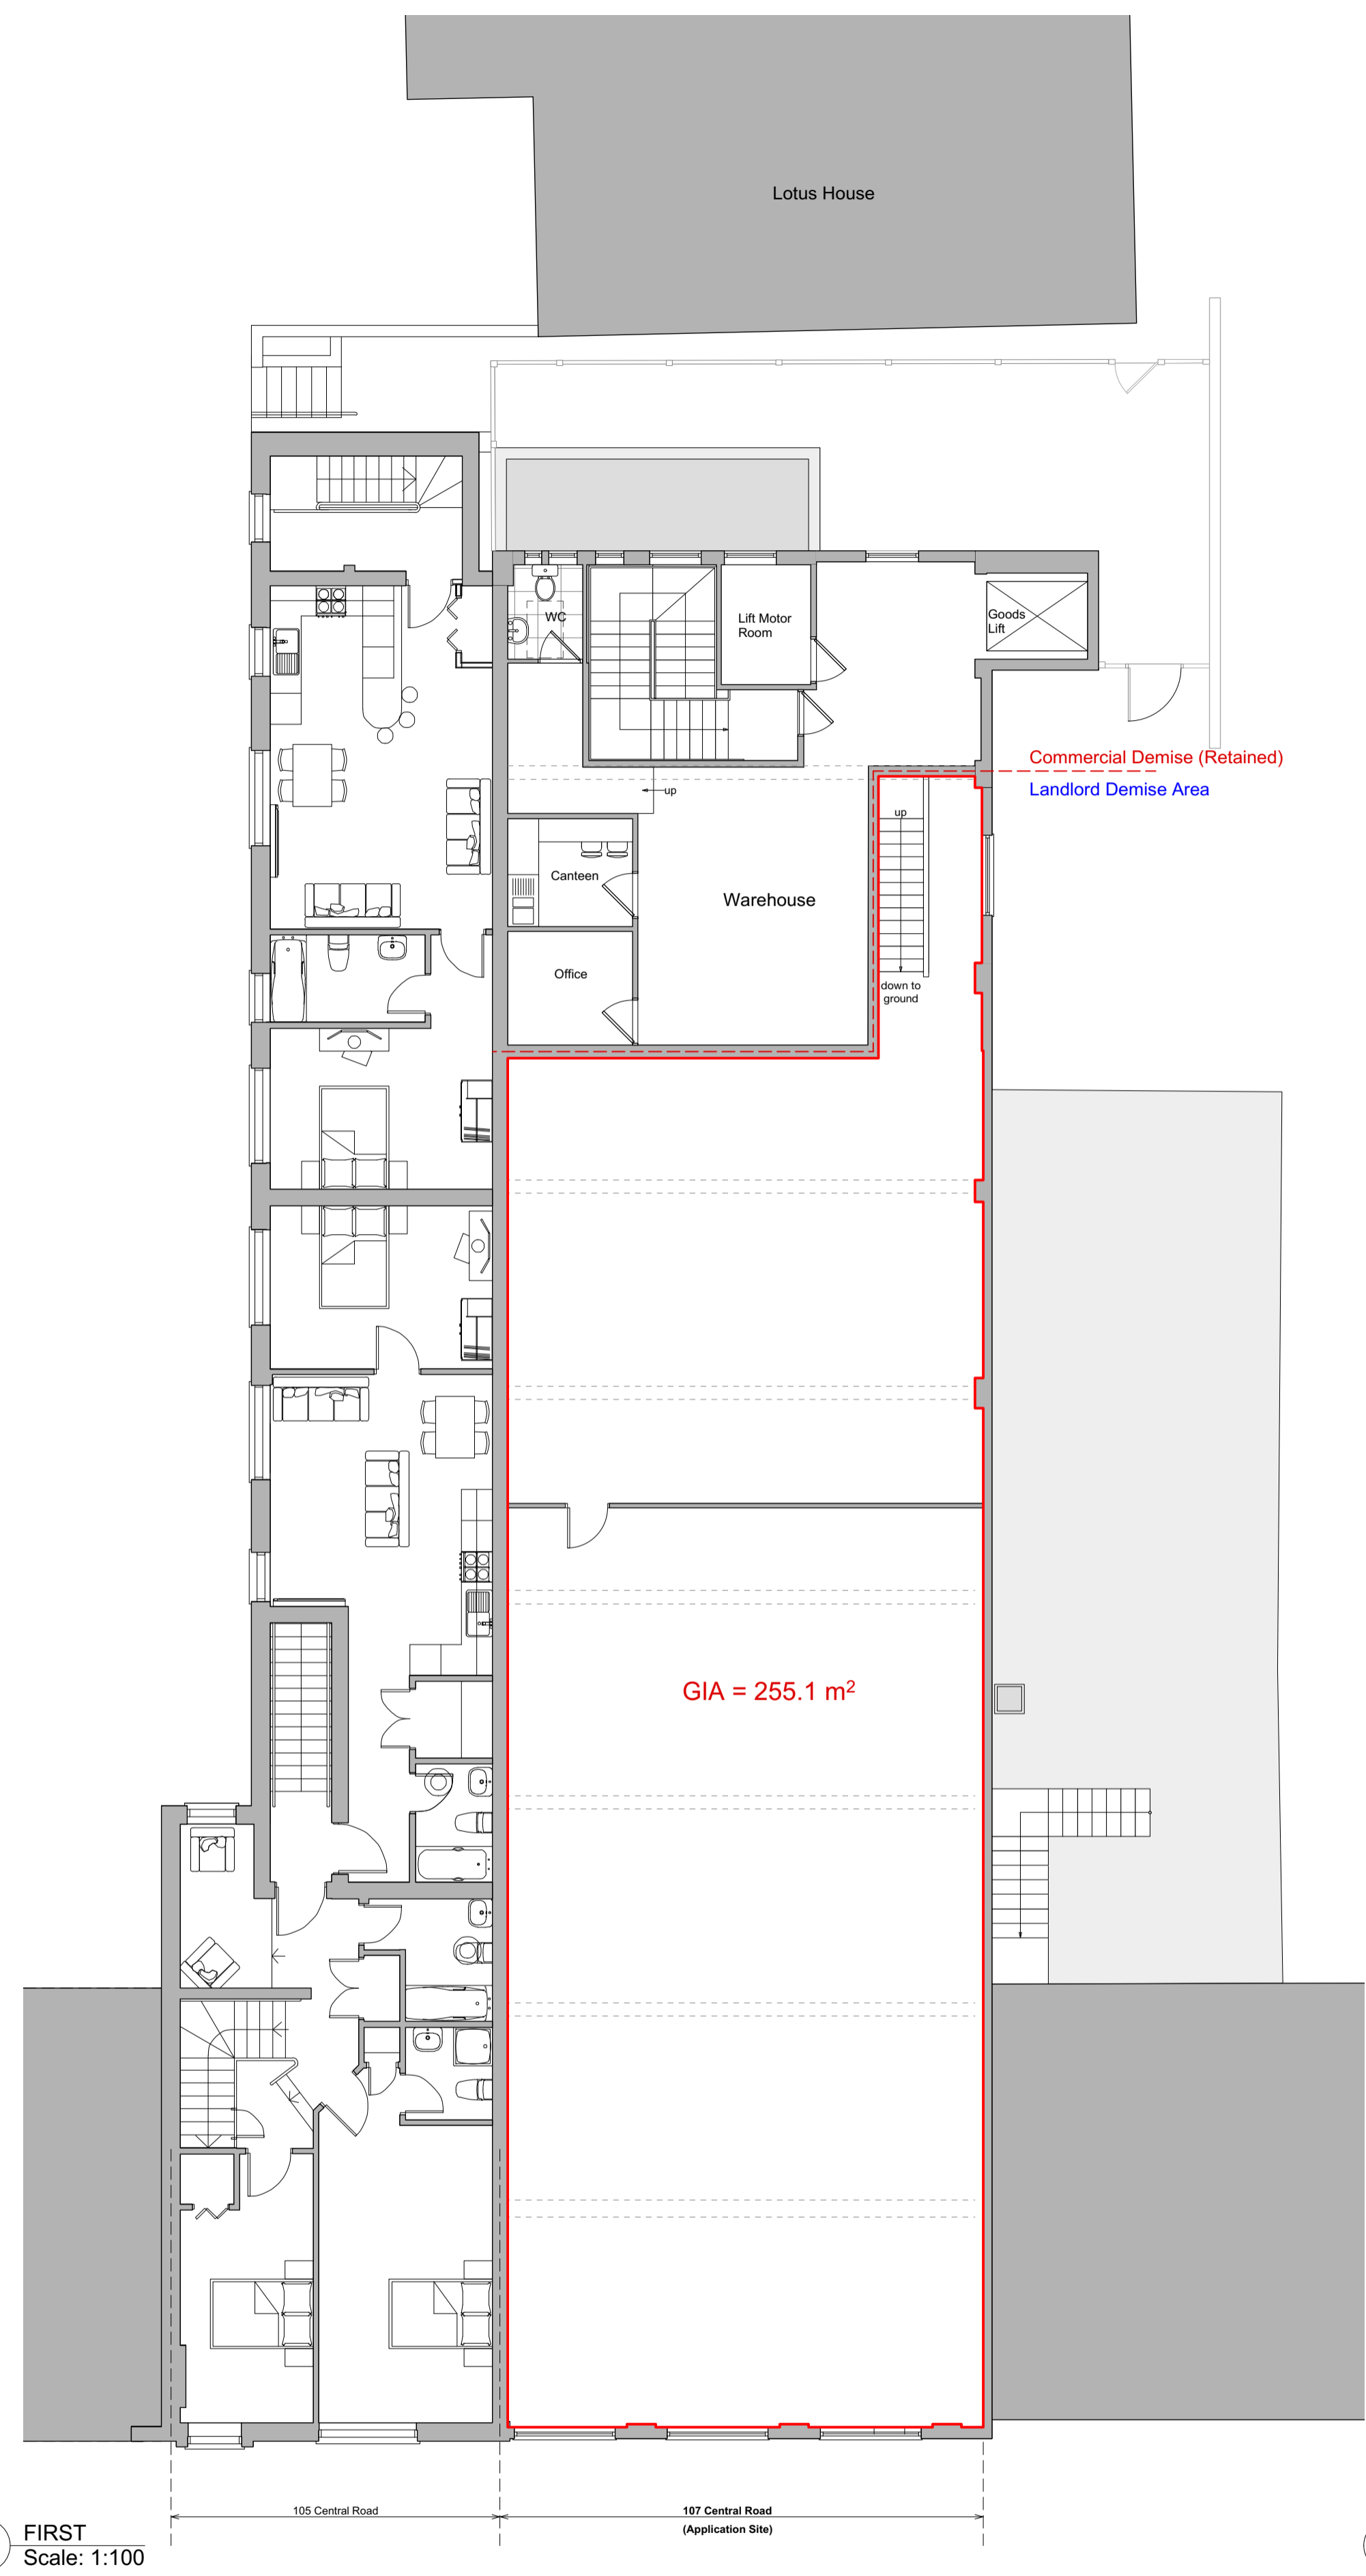 Lotus House
WC
Lift Motor
Room
Goods
Lift
Commercial Demise (Retained)
Landlord Demise Area
up
up
Canteen
Warehouse
Office
down to
ground
GIA = 255.1 m²
105 Central Road
107 Central Road
(Application Site)
FIRST
Scale: 1:100